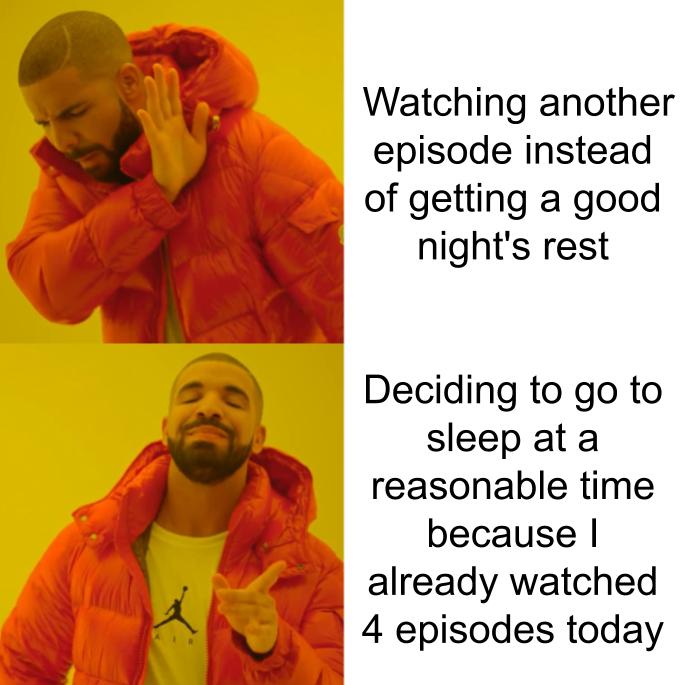 Watching another
episode instead
of getting a good
night's rest
Deciding to go to
sleep at a
reasonable time
because I
already watched
4 episodes today
AIR